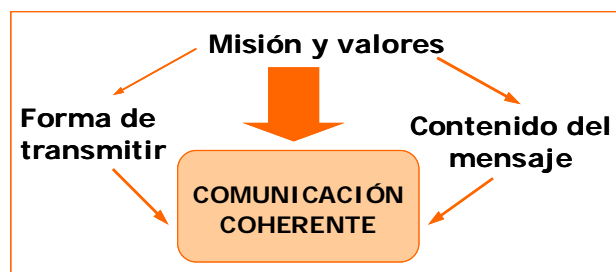 Misión y valores
Forma de
transmitir
Contenido del
mensaje
COMUNICACIÓN
COHERENTE